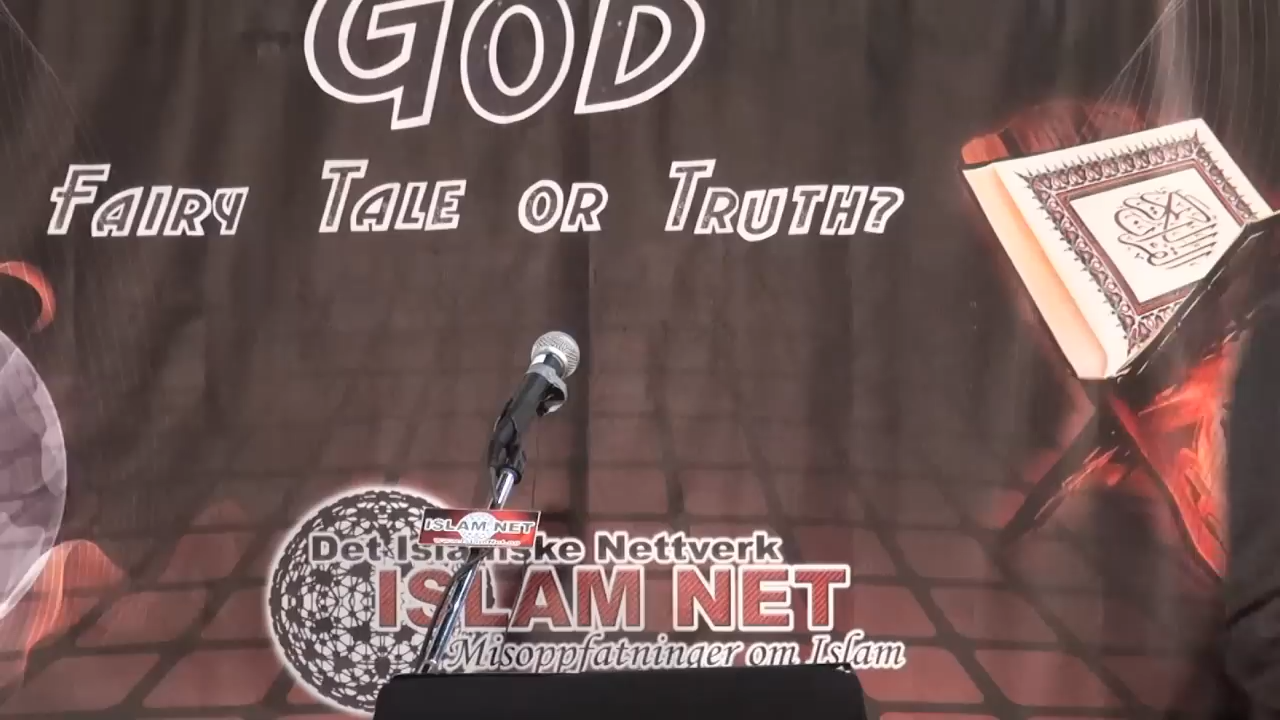 GOD
FAIRY TALE OR TRUTH?
ISLAM NET
Det Islamske Nettverk
ISLAM NET
Misoppfatninger om Islam